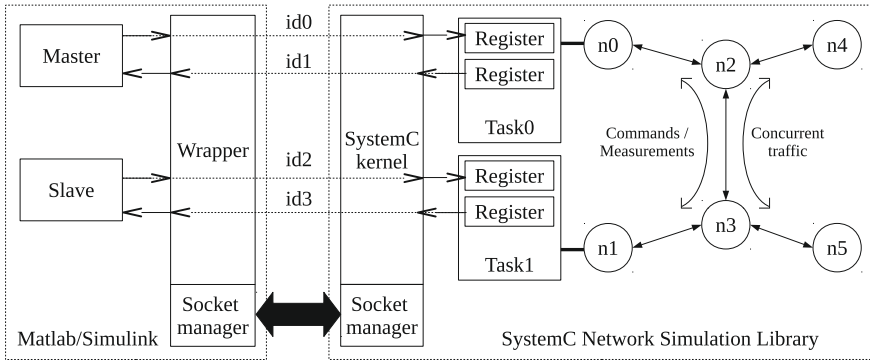 Master
Slave
Wrapper
Socket
manager
Matlab/Simulink
id0
id1
id2
id3
SystemC
kernel
Socket
manager
Register
Register
Task0
Register
Register
Task1
n0
n2
n4
Commands /
Measurements
Concurrent
traffic
n1
n3
n5
SystemC Network Simulation Library